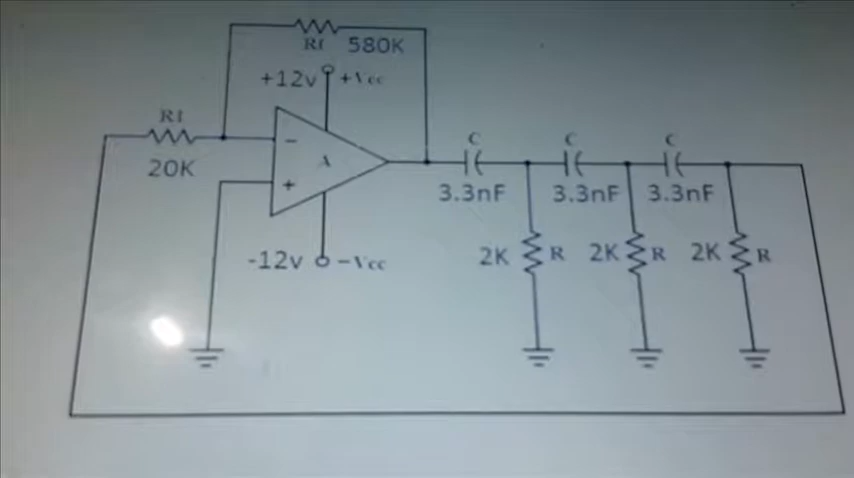 Rf 580K
+12v +Vcc
R1
20K
−
A
+
-12v −Vcc
C C C
3.3nF 3.3nF 3.3nF
2K R 2K R 2K R